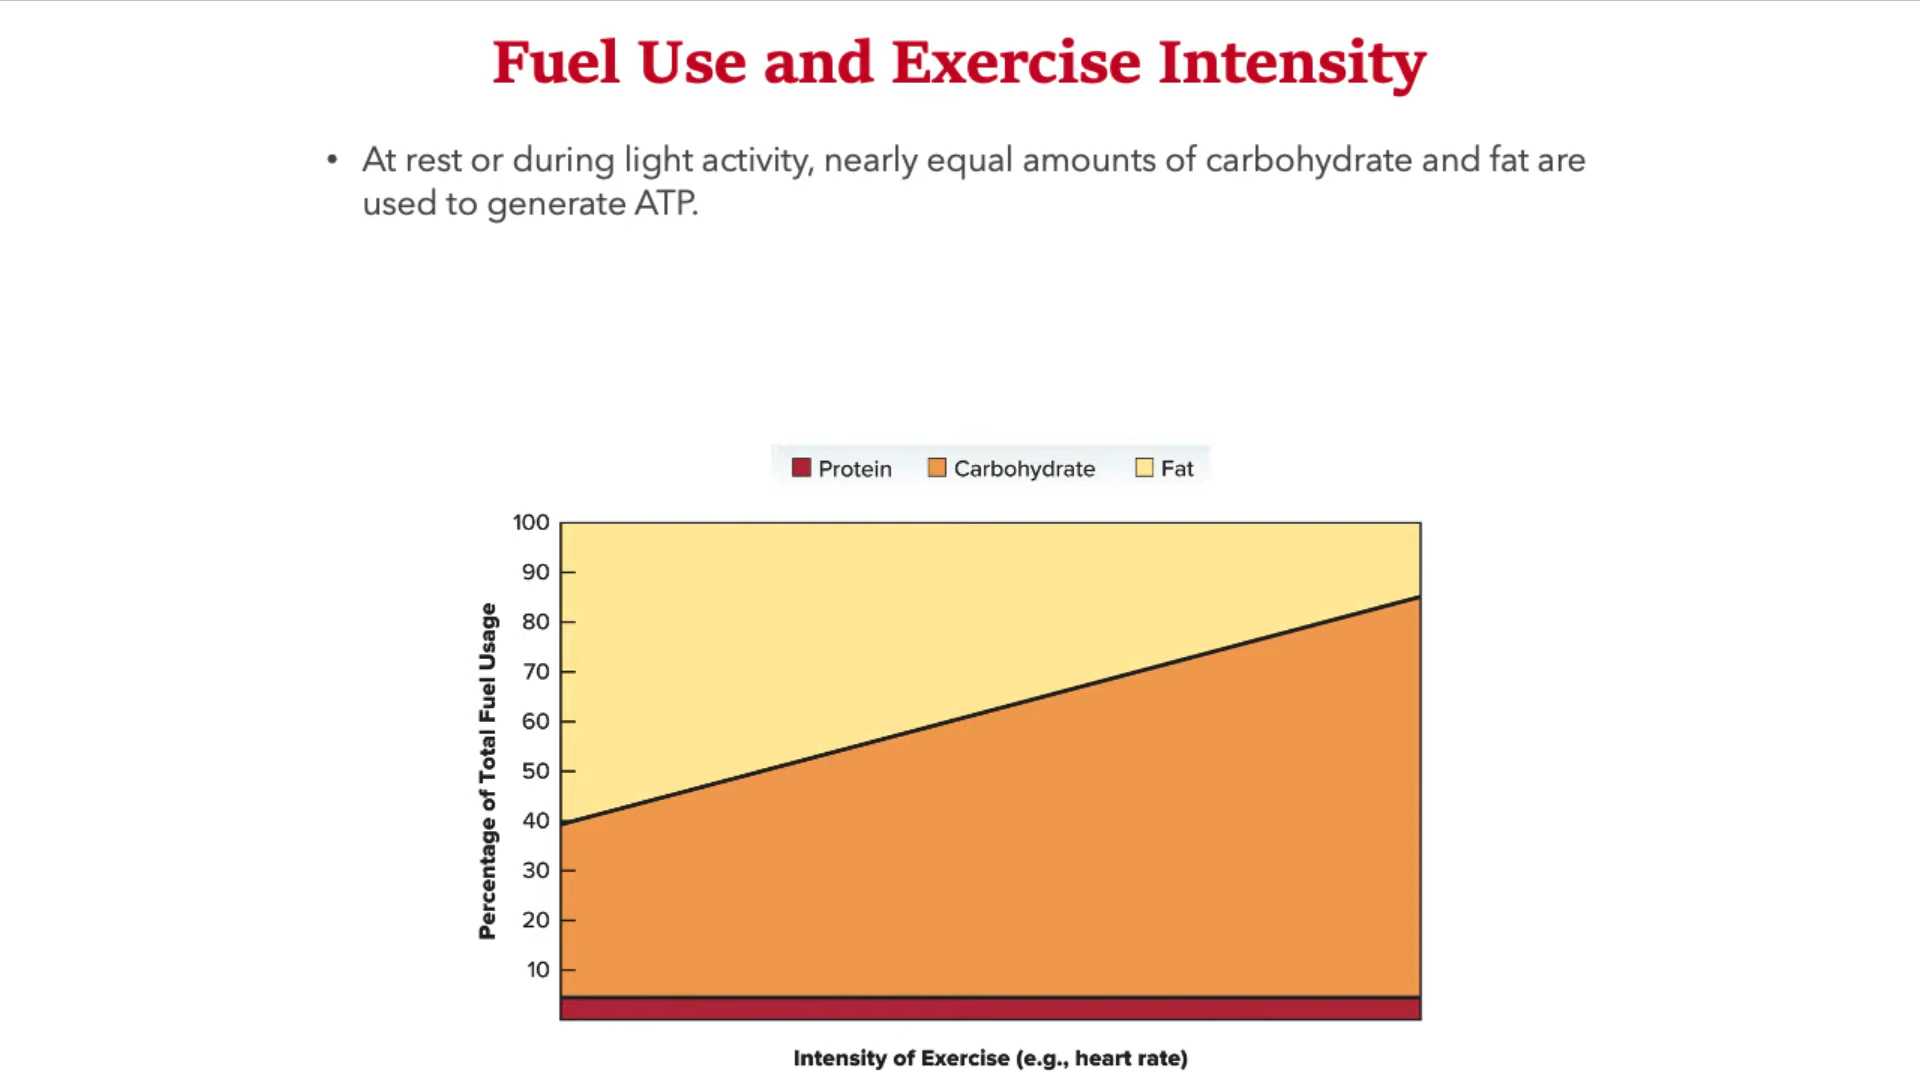 Fuel Use and Exercise Intensity
• At rest or during light activity, nearly equal amounts of carbohydrate and fat are
used to generate ATP.
Protein Carbohydrate Fat
Percentage of Total Fuel Usage
100
90
80
70
60
50
40
30
20
10
Intensity of Exercise (e.g., heart rate)